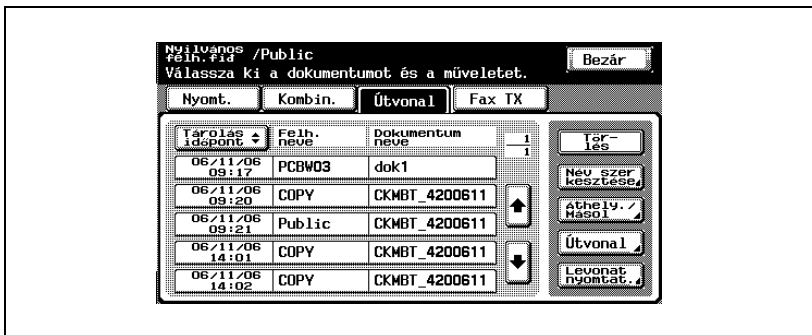 Nyilvános
félh.fid /Public
Válassza ki a dokumentumot és a műveletet.
Bezár
Nyomt. Kombin. Útvonal Fax TX
Tárolás időpont Felh. neve Dokumentum neve 1/1
06/11/06 09:17 PCBW03 dok1
06/11/06 09:20 COPY CKMBT_4200611
06/11/06 09:21 Public CKMBT_4200611
06/11/06 14:01 COPY CKMBT_4200611
06/11/06 14:02 COPY CKMBT_4200611
Tör-
lés
Név szer
kesztése
Áthely./
Másol
Útvonal
Levonat
nyomtat.